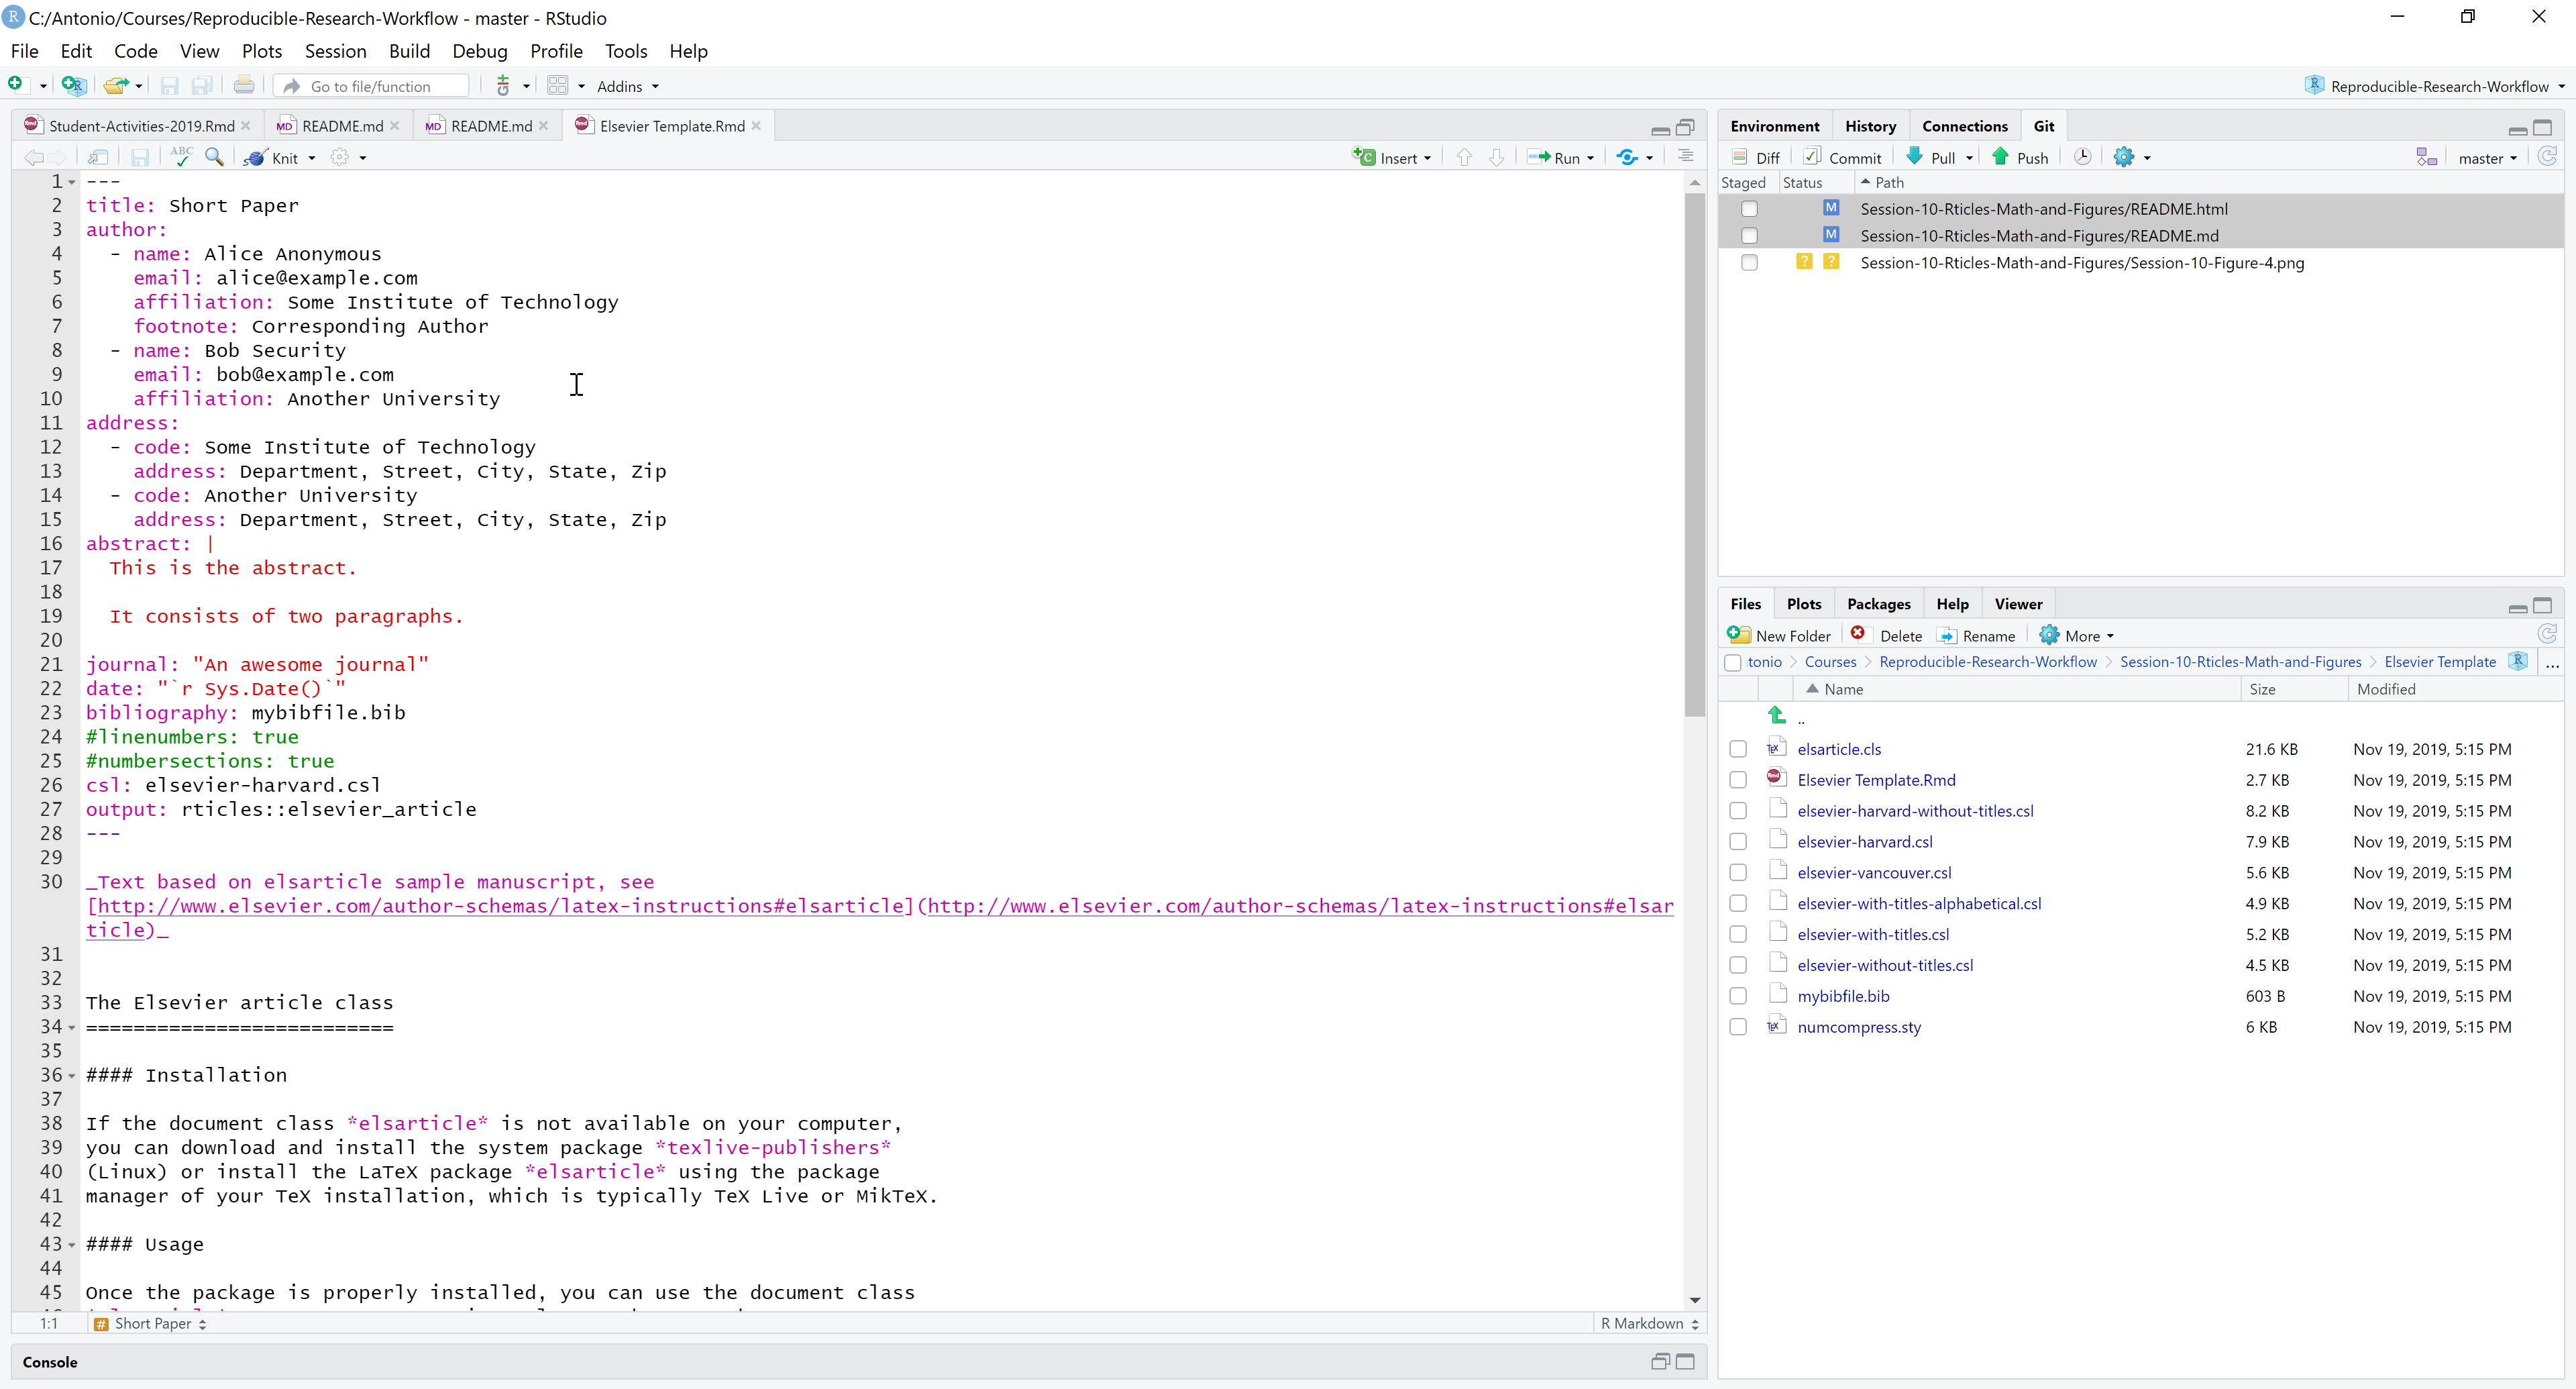 C:/Antonio/Courses/Reproducible-Research-Workflow - master - RStudio
File Edit Code View Plots Session Build Debug Profile Tools Help
Go to file/function Addins Reproducible-Research-Workflow
Student-Activities-2019.Rmd README.md README.md Elsevier Template.Rmd
ABC Knit Insert Run
1 ---
2 title: Short Paper
3 author:
4   - name: Alice Anonymous
5     email: alice@example.com
6     affiliation: Some Institute of Technology
7     footnote: Corresponding Author
8   - name: Bob Security
9     email: bob@example.com
10     affiliation: Another University
11 address:
12   - code: Some Institute of Technology
13     address: Department, Street, City, State, Zip
14   - code: Another University
15     address: Department, Street, City, State, Zip
16 abstract: |
17   This is the abstract.
18
19   It consists of two paragraphs.
20
21 journal: "An awesome journal"
22 date: "`r Sys.Date()`"
23 bibliography: mybibfile.bib
24 #linenumbers: true
25 #numbersections: true
26 csl: elsevier-harvard.csl
27 output: rticles::elsevier_article
28 ---
29
30 _Text based on elsarticle sample manuscript, see
[http://www.elsevier.com/author-schemas/latex-instructions#elsarticle](http://www.elsevier.com/author-schemas/latex-instructions#elsar
ticle)_
31
32
33 The Elsevier article class
34 ==========================
35
36 #### Installation
37
38 If the document class *elsarticle* is not available on your computer,
39 you can download and install the system package *texlive-publishers*
40 (Linux) or install the LaTeX package *elsarticle* using the package
41 manager of your TeX installation, which is typically TeX Live or MikTeX.
42
43 #### Usage
44
45 Once the package is properly installed, you can use the document class
1:1 # Short Paper R Markdown
Console
Environment History Connections Git
Diff Commit Pull Push master
Staged Status Path
M Session-10-Rticles-Math-and-Figures/README.html
M Session-10-Rticles-Math-and-Figures/README.md
? ? Session-10-Rticles-Math-and-Figures/Session-10-Figure-4.png
Files Plots Packages Help Viewer
New Folder Delete Rename More
tonio > Courses > Reproducible-Research-Workflow > Session-10-Rticles-Math-and-Figures > Elsevier Template ...
Name Size Modified
..
elsarticle.cls 21.6 KB Nov 19, 2019, 5:15 PM
Elsevier Template.Rmd 2.7 KB Nov 19, 2019, 5:15 PM
elsevier-harvard-without-titles.csl 8.2 KB Nov 19, 2019, 5:15 PM
elsevier-harvard.csl 7.9 KB Nov 19, 2019, 5:15 PM
elsevier-vancouver.csl 5.6 KB Nov 19, 2019, 5:15 PM
elsevier-with-titles-alphabetical.csl 4.9 KB Nov 19, 2019, 5:15 PM
elsevier-with-titles.csl 5.2 KB Nov 19, 2019, 5:15 PM
elsevier-without-titles.csl 4.5 KB Nov 19, 2019, 5:15 PM
mybibfile.bib 603 B Nov 19, 2019, 5:15 PM
numcompress.sty 6 KB Nov 19, 2019, 5:15 PM